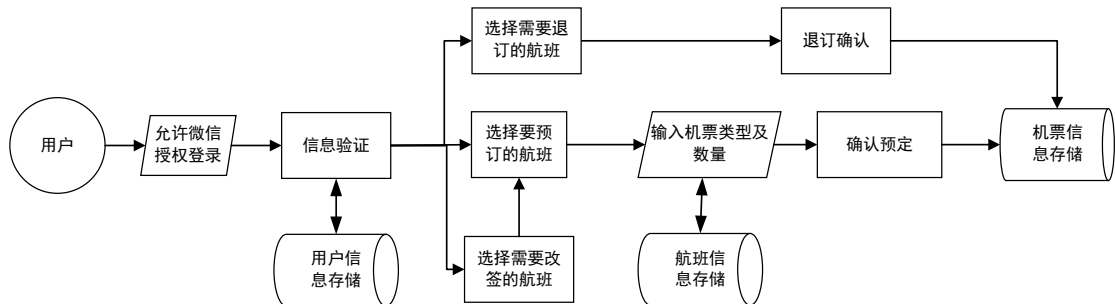 选择需要退
订的航班
退订确认
用户
允许微信
授权登录
信息验证
选择要预
订的航班
输入机票类型及
数量
确认预定
机票信
息存储
用户信
息存储
选择需要改
签的航班
航班信
息存储